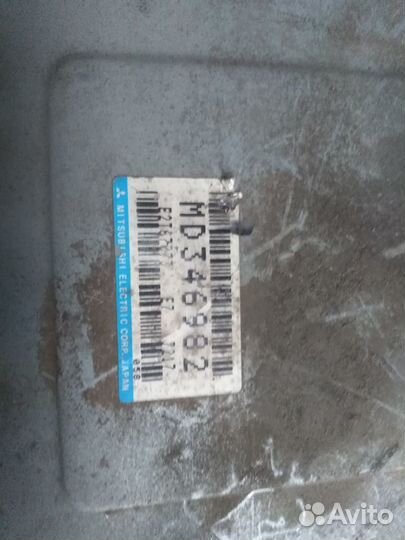 MD346982
MITSUBISHI ELECTRIC CORP. JAPAN
Avito